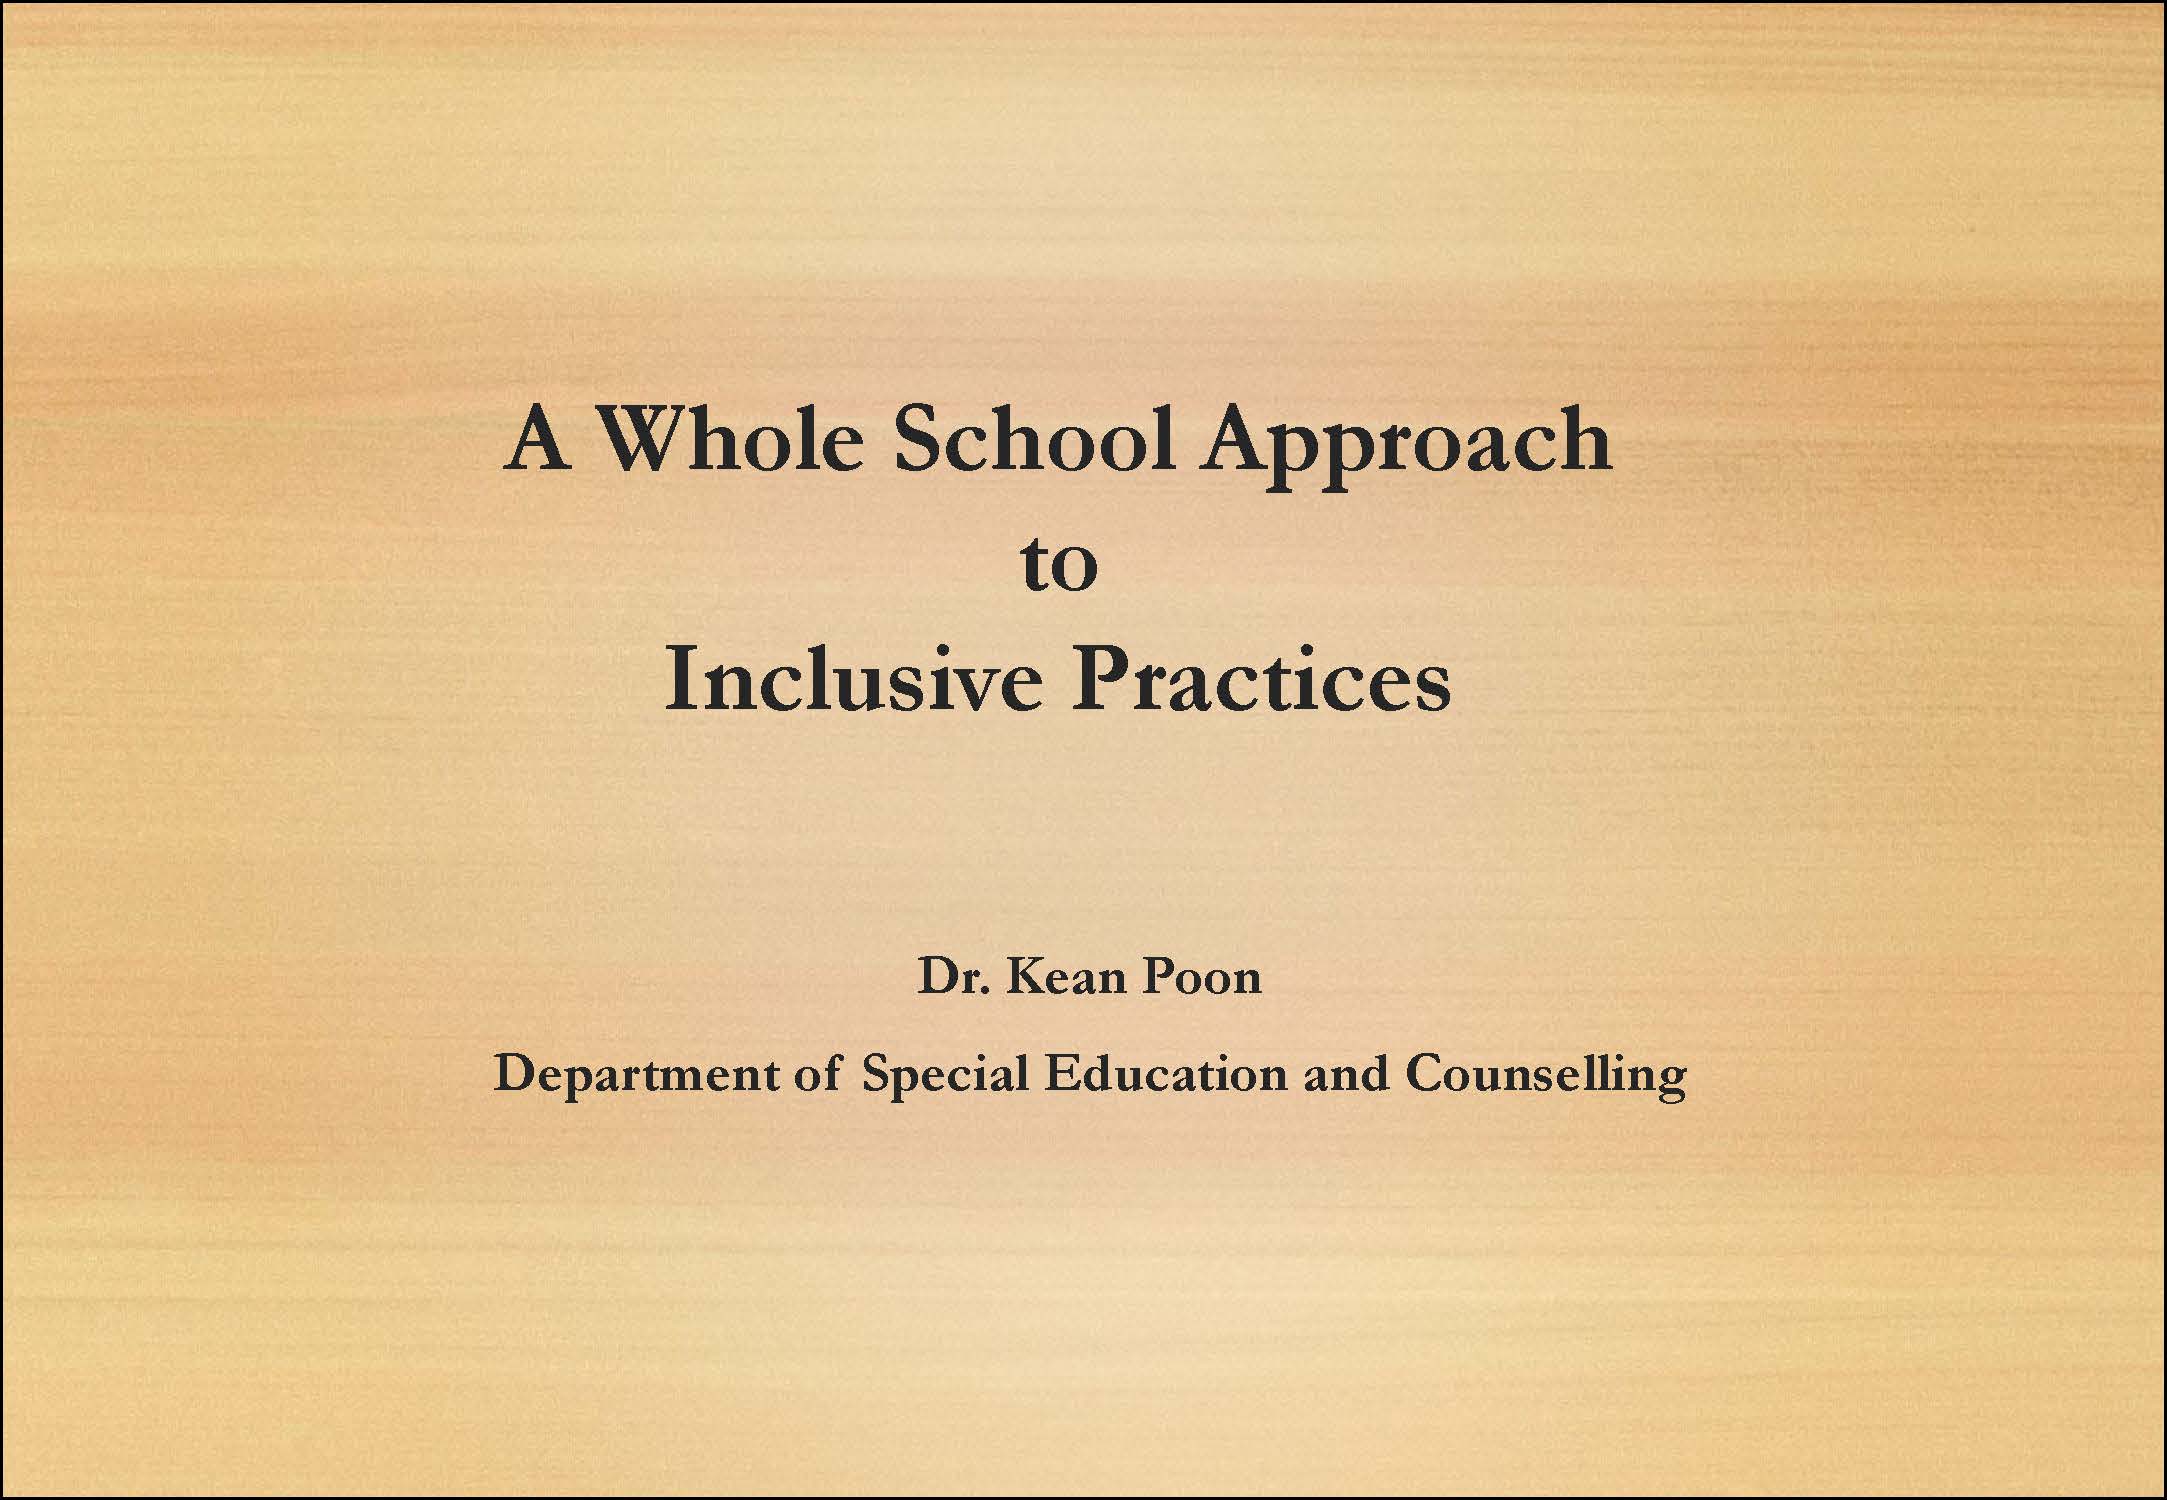 A Whole School Approach
to
Inclusive Practices
Dr. Kean Poon
Department of Special Education and Counselling